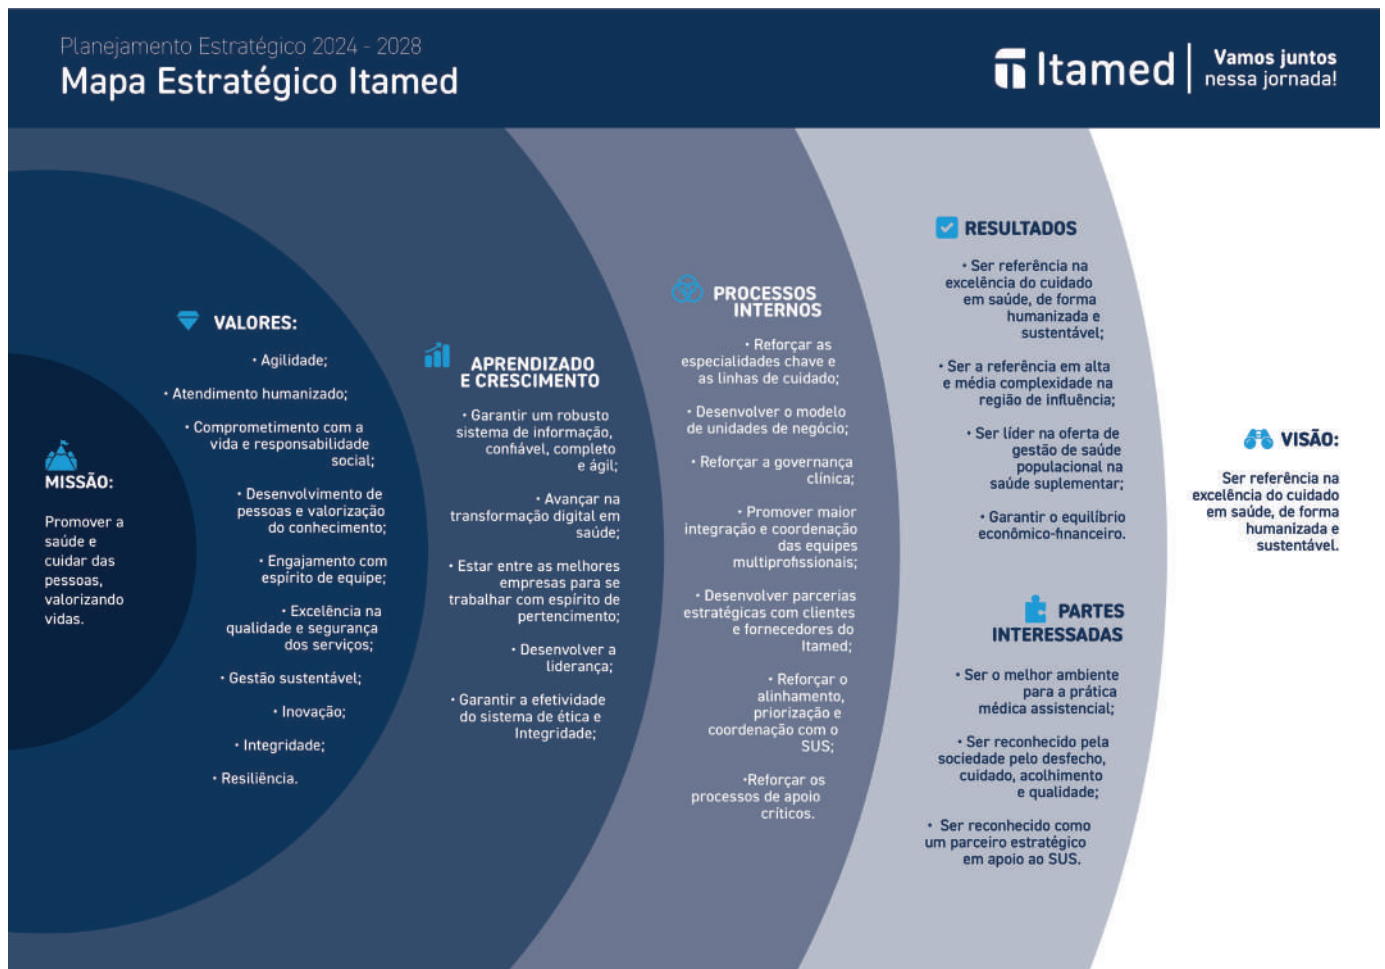 Planejamento Estratégico 2024 - 2028
Mapa Estratégico Itamed
Itamed
Vamos juntos
nessa jornada!
MISSÃO:
Promover a
saúde e
cuidar das
pessoas,
valorizando
vidas.
VALORES:
• Agilidade;
• Atendimento humanizado;
• Comprometimento com a
vida e responsabilidade
social;
• Desenvolvimento de
pessoas e valorização
do conhecimento;
• Engajamento com
espírito de equipe;
• Excelência na
qualidade e segurança
dos serviços;
• Gestão sustentável;
• Inovação;
• Integridade;
• Resiliência.
APRENDIZADO
E CRESCIMENTO
• Garantir um robusto
sistema de informação,
confiável, completo
e ágil;
• Avançar na
transformação digital em
saúde;
• Estar entre as melhores
empresas para se
trabalhar com espírito de
pertencimento;
• Desenvolver a
liderança;
• Garantir a efetividade
do sistema de ética e
Integridade;
PROCESSOS
INTERNOS
• Reforçar as
especialidades chave e
as linhas de cuidado;
• Desenvolver o modelo
de unidades de negócio;
• Reforçar a governança
clínica;
• Promover maior
integração e coordenação
das equipes
multiprofissionais;
• Desenvolver parcerias
estratégicas com clientes
e fornecedores do
Itamed;
• Reforçar o
alinhamento,
priorização e
coordenação com o
SUS;
•Reforçar os
processos de apoio
críticos.
RESULTADOS
• Ser referência na
excelência do cuidado
em saúde, de forma
humanizada e
sustentável;
• Ser a referência em alta
e média complexidade na
região de influência;
• Ser líder na oferta de
gestão de saúde
populacional na
saúde suplementar;
• Garantir o equilíbrio
econômico-financeiro.
PARTES
INTERESSADAS
• Ser o melhor ambiente
para a prática
médica assistencial;
• Ser reconhecido pela
sociedade pelo desfecho,
cuidado, acolhimento
e qualidade;
• Ser reconhecido como
um parceiro estratégico
em apoio ao SUS.
VISÃO:
Ser referência na
excelência do cuidado
em saúde, de forma
humanizada e
sustentável.